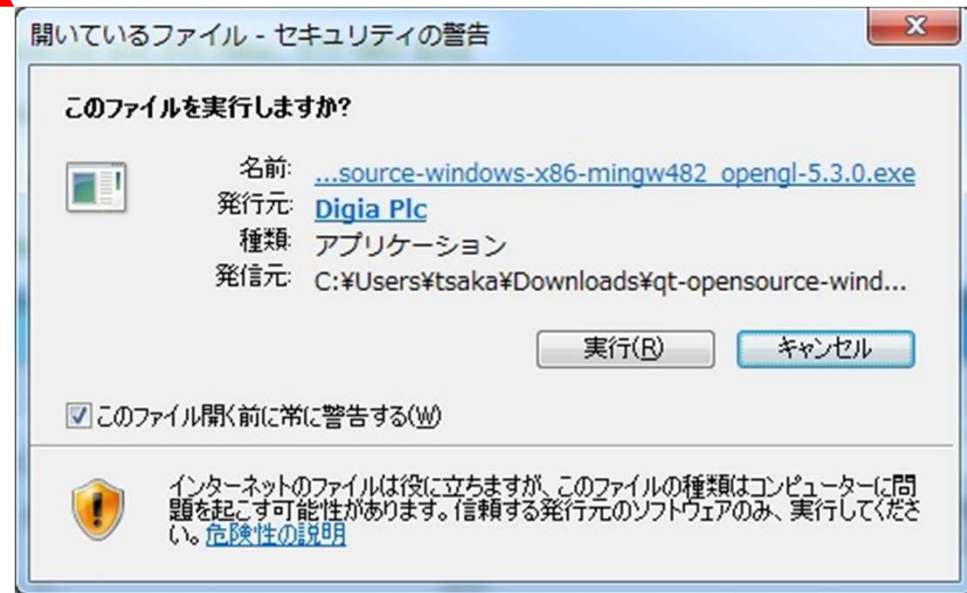 開いているファイル - セキュリティの警告
このファイルを実行しますか?
名前: ...source-windows-x86-mingw482_opengl-5.3.0.exe
発行元: Digia Plc
種類: アプリケーション
発信元: C:¥Users¥tsaka¥Downloads¥qt-opensource-wind...
実行(R) キャンセル
このファイル開く前に常に警告する(W)
インターネットのファイルは役に立ちますが、このファイルの種類はコンピューターに問
題を起こす可能性があります。信頼する発行元のソフトウェアのみ、実行してくださ
い。危険性の説明